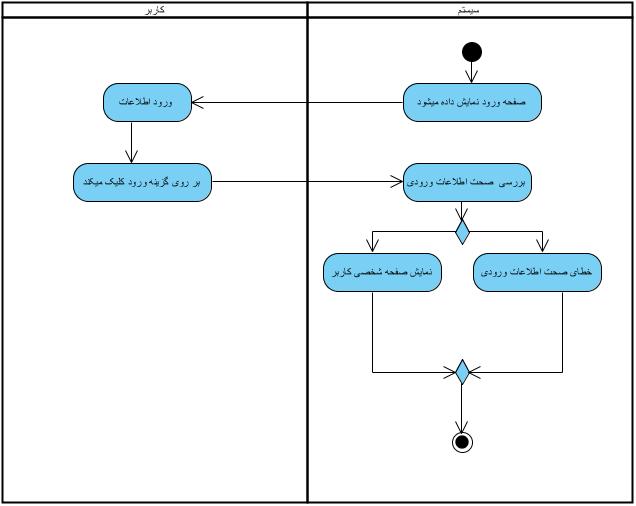 سیستم
کاربر
صفحه ورود نمایش داده میشود
ورود اطلاعات
بر روی گزینه ورود کلیک میکند
بررسی صحت اطلاعات ورودی
نمایش صفحه شخصی کاربر
خطای صحت اطلاعات ورودی